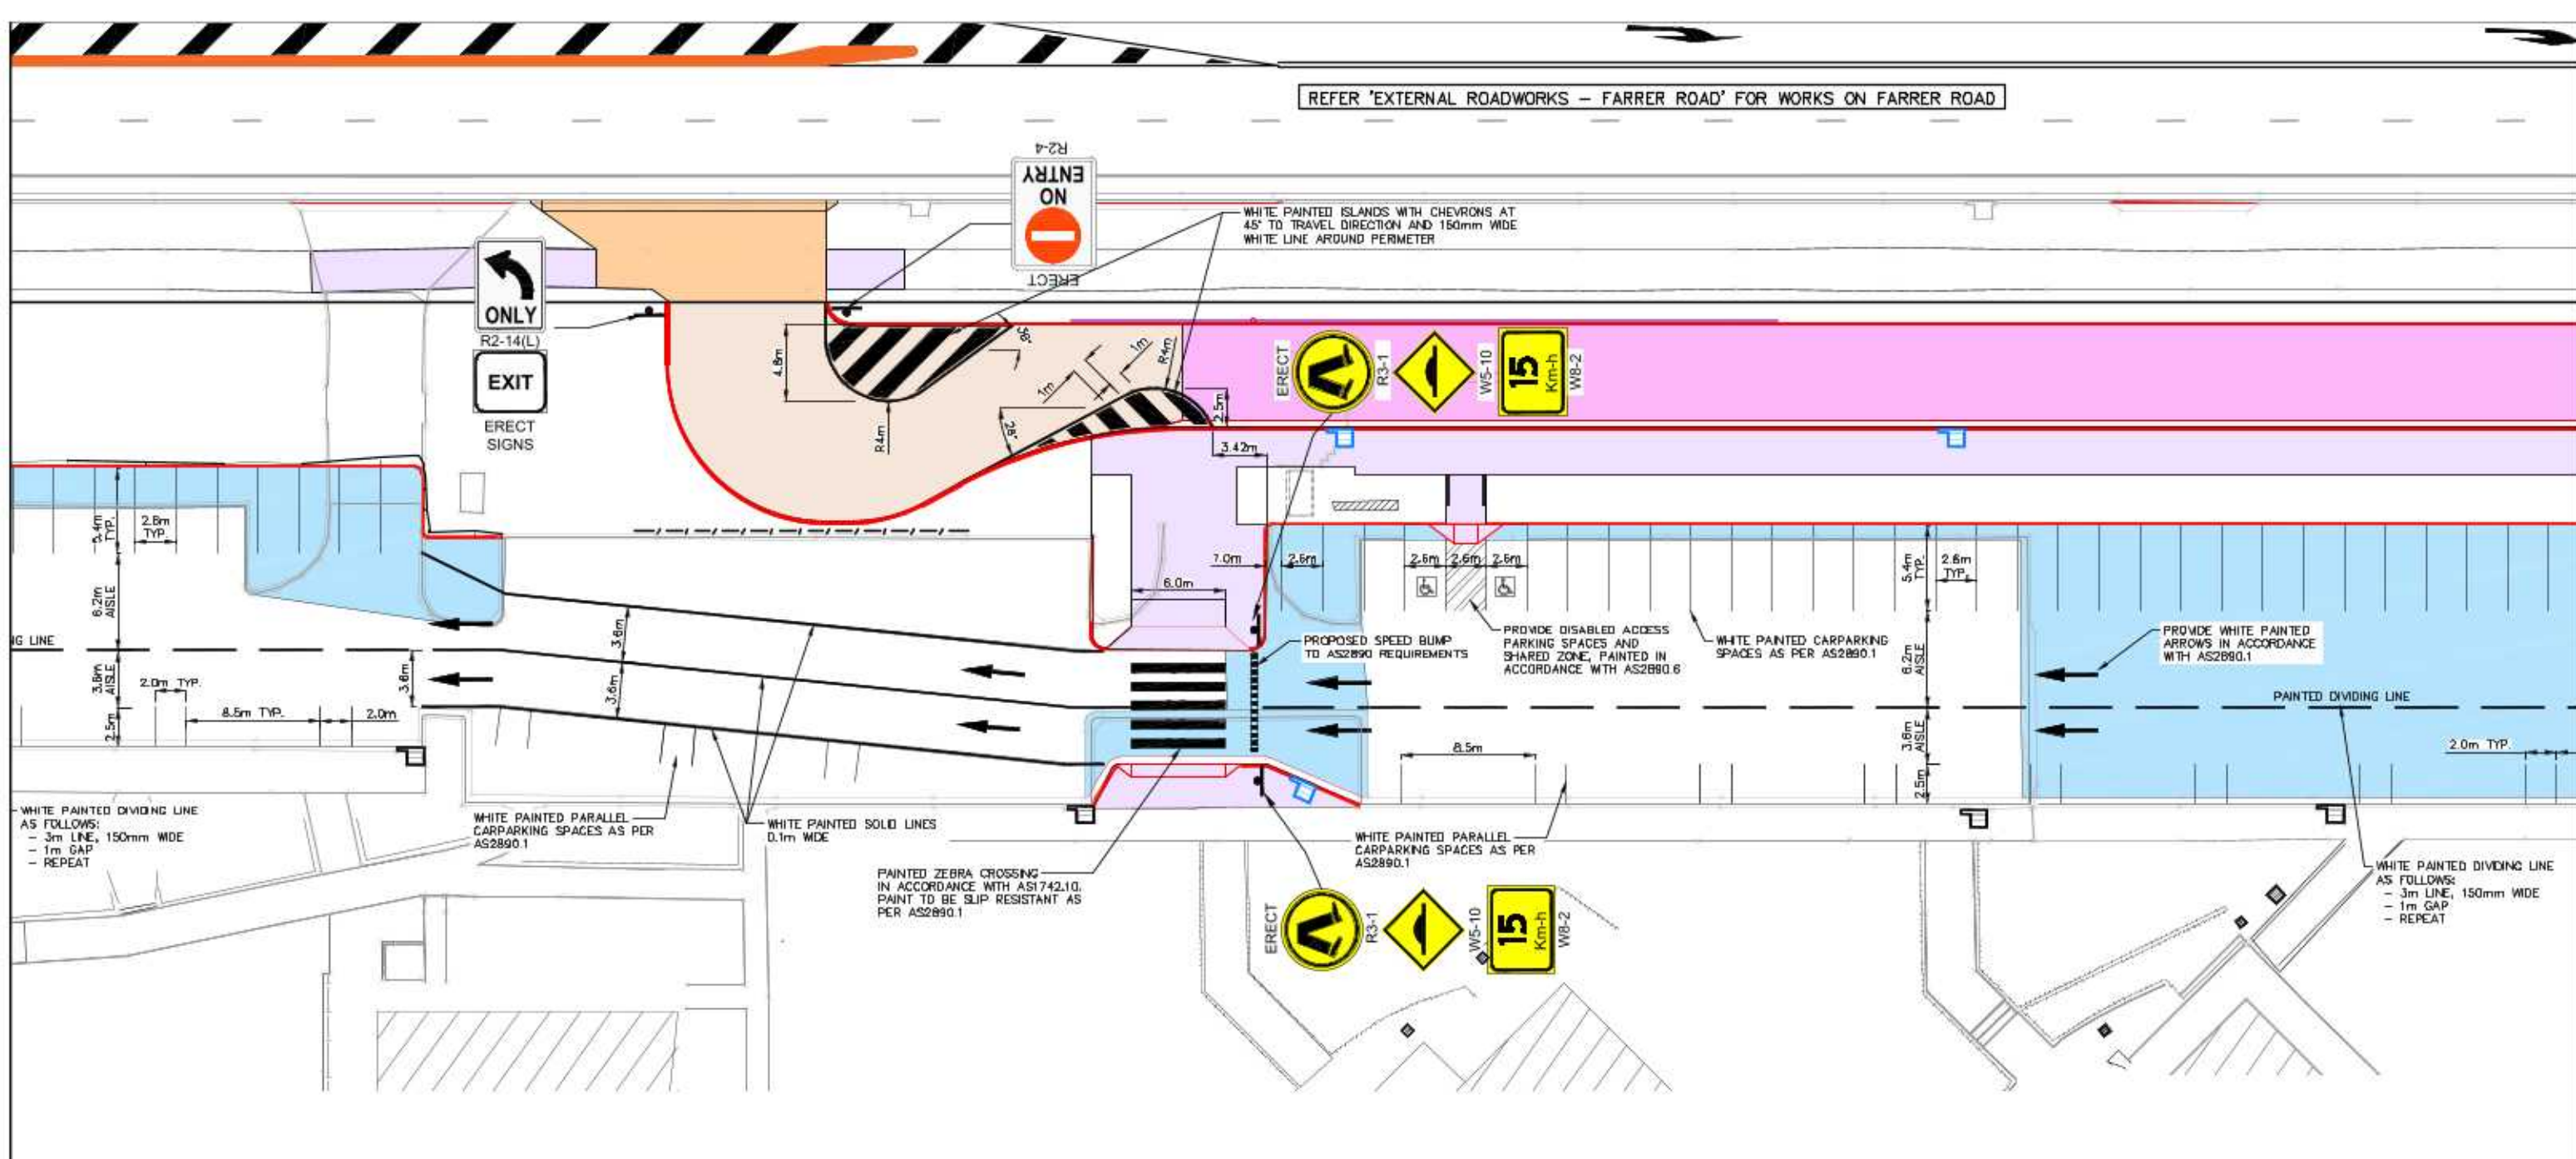 REFER 'EXTERNAL ROADWORKS – FARRER ROAD' FOR WORKS ON FARRER ROAD
R2-4
NO
ENTRY
ERECT
WHITE PAINTED ISLANDS WITH CHEVRONS AT
45° TO TRAVEL DIRECTION AND 150mm WIDE
WHITE LINE AROUND PERIMETER
ONLY
R2-14(L)
EXIT
ERECT
SIGNS
4.8m
R4m
1m
1m
R4m
28°
2.5m
3.42m
ERECT
R3-1
W5-10
15
Km-h
W8-2
5.4m
TYP.
2.8m
TYP.
6.2m
AISLE
3.6m
AISLE
2.5m
NG LINE
2.0m TYP.
8.5m TYP.
2.0m
3.6m
3.6m
3.6m
7.0m
6.0m
2.6m
2.6m
2.6m
2.6m
PROPOSED SPEED BUMP
TO AS2890 REQUIREMENTS
PROVIDE DISABLED ACCESS
PARKING SPACES AND
SHARED ZONE, PAINTED IN
ACCORDANCE WITH AS2890.6
WHITE PAINTED CARPARKING
SPACES AS PER AS2890.1
5.4m
TYP.
2.6m
TYP.
6.2m
AISLE
3.6m
AISLE
2.5m
PROVIDE WHITE PAINTED
ARROWS IN ACCORDANCE
WITH AS2890.1
PAINTED DIVIDING LINE
8.5m
2.0m TYP.
WHITE PAINTED DIVIDING LINE
AS FOLLOWS:
– 3m LINE, 150mm WIDE
– 1m GAP
– REPEAT
WHITE PAINTED PARALLEL
CARPARKING SPACES AS PER
AS2890.1
WHITE PAINTED SOLID LINES
0.1m WIDE
PAINTED ZEBRA CROSSING
IN ACCORDANCE WITH AS1742.10.
PAINT TO BE SLIP RESISTANT AS
PER AS2890.1
WHITE PAINTED PARALLEL
CARPARKING SPACES AS PER
AS2890.1
WHITE PAINTED DIVIDING LINE
AS FOLLOWS:
– 3m LINE, 150mm WIDE
– 1m GAP
– REPEAT
ERECT
R3-1
W5-10
15
Km-h
W8-2